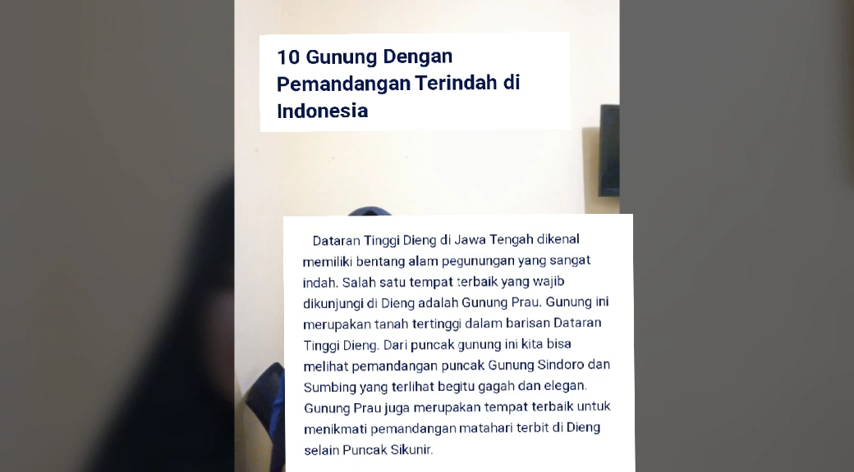 10 Gunung Dengan
Pemandangan Terindah di
Indonesia
Dataran Tinggi Dieng di Jawa Tengah dikenal
memiliki bentang alam pegunungan yang sangat
indah. Salah satu tempat terbaik yang wajib
dikunjungi di Dieng adalah Gunung Prau. Gunung ini
merupakan tanah tertinggi dalam barisan Dataran
Tinggi Dieng. Dari puncak gunung ini kita bisa
melihat pemandangan puncak Gunung Sindoro dan
Sumbing yang terlihat begitu gagah dan elegan.
Gunung Prau juga merupakan tempat terbaik untuk
menikmati pemandangan matahari terbit di Dieng
selain Puncak Sikunir.